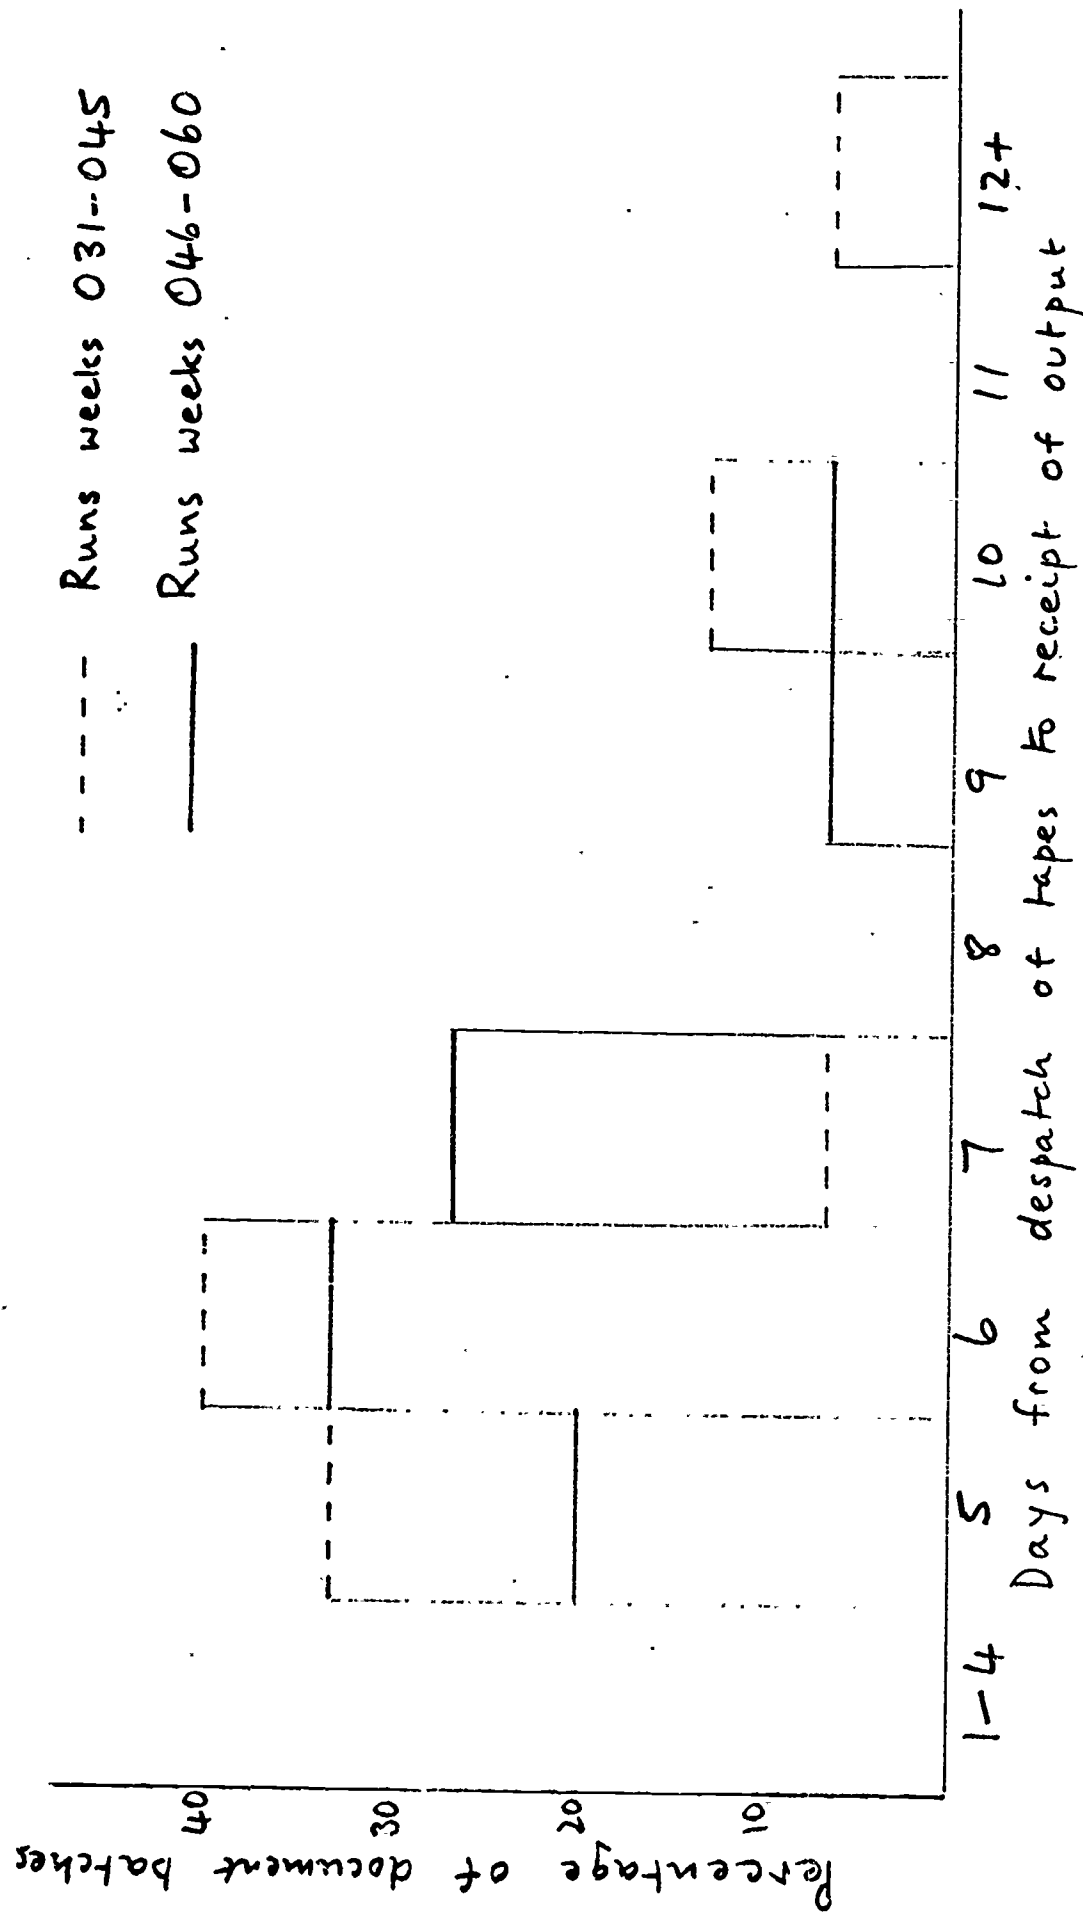 Runs weeks 031-045
Runs weeks 046-060
Percentage of document batches
40
30
20
10
1-4 5 6 7 8 9 10 11 12+
Days from despatch of tapes to receipt of output